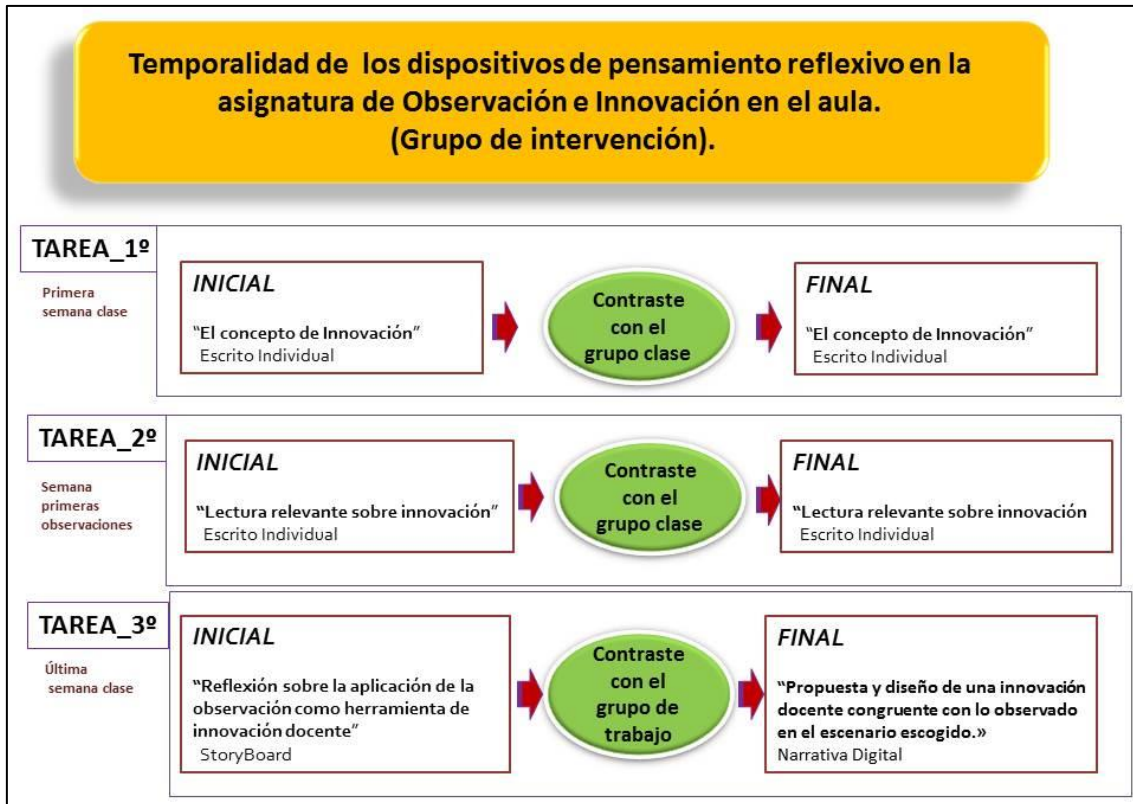 Temporalidad de los dispositivos de pensamiento reflexivo en la
asignatura de Observación e Innovación en el aula.
(Grupo de intervención).
TAREA_1º
Primera
semana clase
INICIAL
“El concepto de Innovación”
Escrito Individual
Contraste
con el
grupo clase
FINAL
“El concepto de Innovación”
Escrito Individual
TAREA_2º
Semana
primeras
observaciones
INICIAL
“Lectura relevante sobre innovación”
Escrito Individual
Contraste
con el
grupo clase
FINAL
“Lectura relevante sobre innovación
Escrito Individual
TAREA_3º
Última
semana clase
INICIAL
“Reflexión sobre la aplicación de la
observación como herramienta de
innovación docente”
StoryBoard
Contraste
con el
grupo de
trabajo
FINAL
“Propuesta y diseño de una innovación
docente congruente con lo observado
en el escenario escogido.»
Narrativa Digital